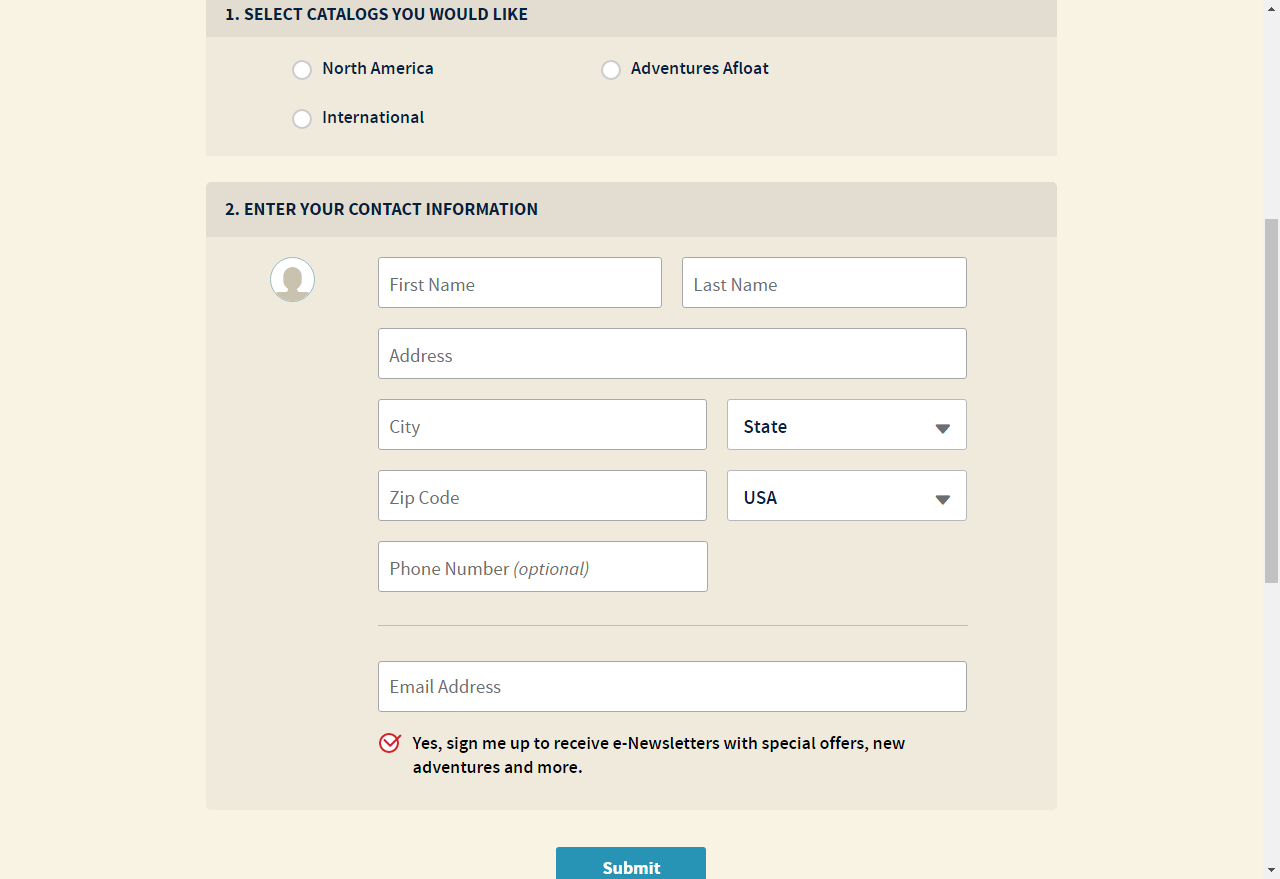 1. SELECT CATALOGS YOU WOULD LIKE
North America
Adventures Afloat
International
2. ENTER YOUR CONTACT INFORMATION
First Name
Last Name
Address
City
State
Zip Code
USA
Phone Number (optional)
Email Address
Yes, sign me up to receive e-Newsletters with special offers, new
adventures and more.
Submit